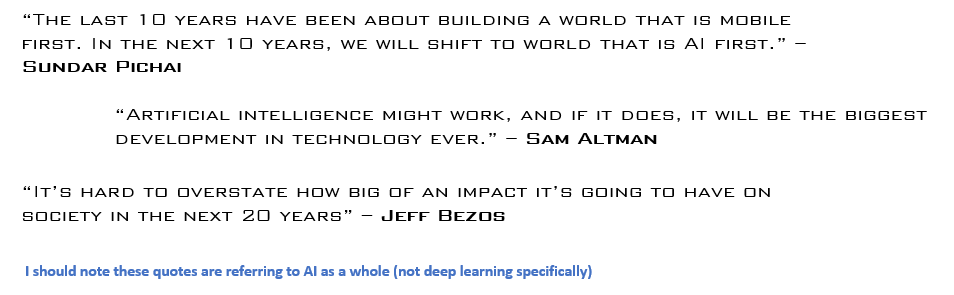 “The last 10 years have been about building a world that is mobile
first. In the next 10 years, we will shift to world that is AI first.” –
Sundar Pichai
“Artificial intelligence might work, and if it does, it will be the biggest
development in technology ever.” – Sam Altman
“It’s hard to overstate how big of an impact it’s going to have on
society in the next 20 years” – Jeff Bezos
I should note these quotes are referring to AI as a whole (not deep learning specifically)